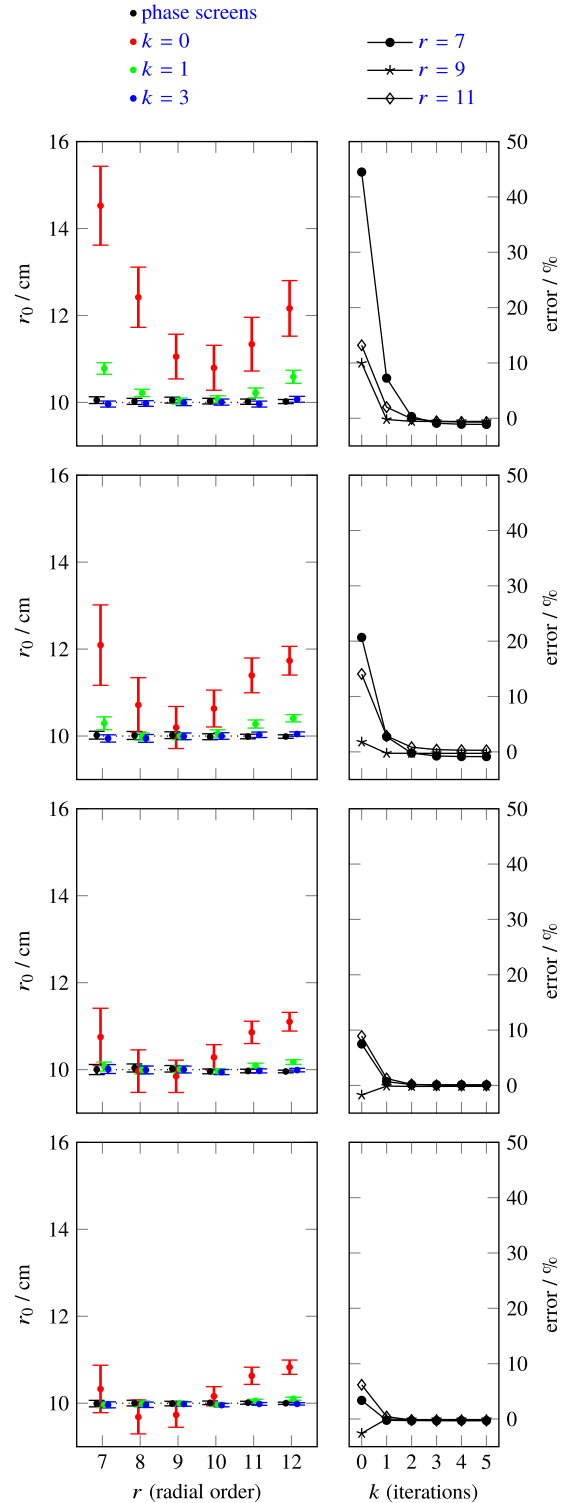 phase screens
k = 0
k = 1
k = 3
r = 7
r = 9
r = 11
16
14
12
10
r0 / cm
50
40
30
20
10
0
error / %
16
14
12
10
r0 / cm
50
40
30
20
10
0
error / %
16
14
12
10
r0 / cm
50
40
30
20
10
0
error / %
16
14
12
10
r0 / cm
50
40
30
20
10
0
error / %
7 8 9 10 11 12
r (radial order)
0 1 2 3 4 5
k (iterations)